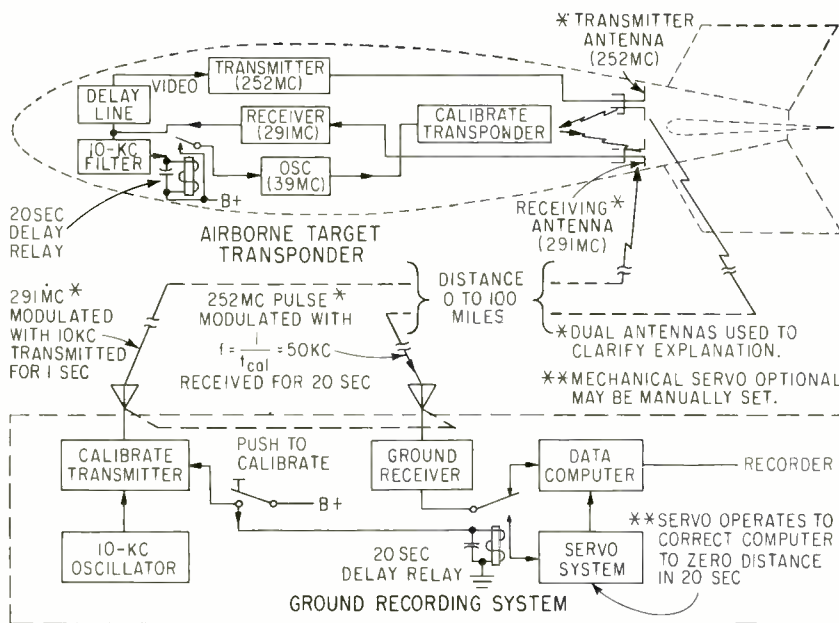 * TRANSMITTER
ANTENNA
(252MC)
TRANSMITTER
(252MC)
VIDEO
DELAY
LINE
RECEIVER
(291MC)
CALIBRATE
TRANSPONDER
10-KC
FILTER
OSC
(39MC)
B+
20SEC
DELAY
RELAY
RECEIVING *
ANTENNA
(291MC)
AIRBORNE TARGET
TRANSPONDER
291MC *
MODULATED
WITH 10KC
TRANSMITTED
FOR 1 SEC
252MC PULSE *
MODULATED WITH
f = 1/tcal = 50KC
RECEIVED FOR 20 SEC
DISTANCE
0 TO 100
MILES
* DUAL ANTENNAS USED TO
CLARIFY EXPLANATION.
** MECHANICAL SERVO OPTIONAL
MAY BE MANUALLY SET.
CALIBRATE
TRANSMITTER
PUSH TO
CALIBRATE
B+
GROUND
RECEIVER
DATA
COMPUTER
RECORDER
10-KC
OSCILLATOR
20 SEC
DELAY RELAY
SERVO
SYSTEM
** SERVO OPERATES TO
CORRECT COMPUTER
TO ZERO DISTANCE
IN 20 SEC
GROUND RECORDING SYSTEM